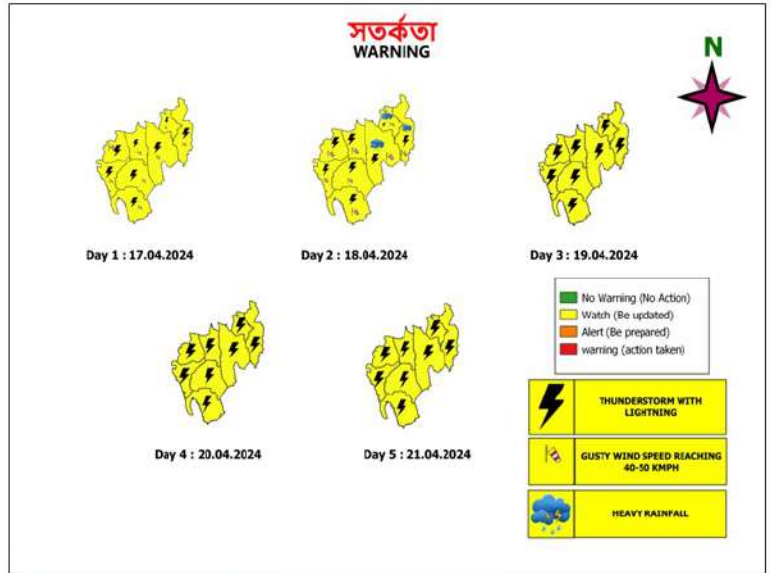 সতর্কতা
WARNING
N
Day 1 : 17.04.2024
Day 2 : 18.04.2024
Day 3 : 19.04.2024
No Warning (No Action)
Watch (Be updated)
Alert (Be prepared)
warning (action taken)
Day 4 : 20.04.2024
Day 5 : 21.04.2024
THUNDERSTORM WITH
LIGHTNING
GUSTY WIND SPEED REACHING
40-50 KMPH
HEAVY RAINFALL